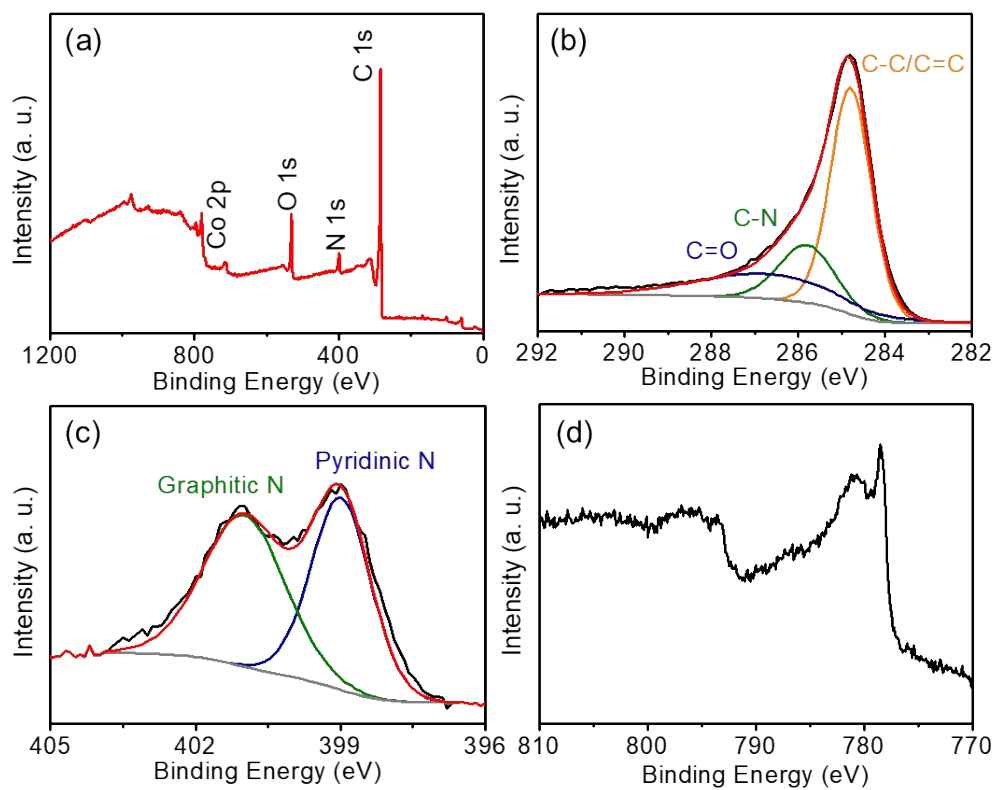 (a)
C 1s
O 1s
N 1s
Co 2p
Intensity (a. u.)
1200 800 400 0
Binding Energy (eV)
(b)
C-C/C=C
C-N
C=O
Intensity (a. u.)
292 290 288 286 284 282
Binding Energy (eV)
(c)
Pyridinic N
Graphitic N
Intensity (a. u.)
405 402 399 396
Binding Energy (eV)
(d)
Intensity (a. u.)
810 800 790 780 770
Binding Energy (eV)